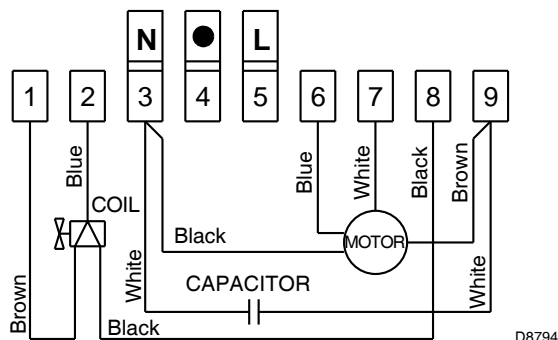 N L
1 2 3 4 5 6 7 8 9
Blue
COIL
Brown
Black
White
Black
CAPACITOR
Blue
White
MOTOR
Black
Brown
White
D8794